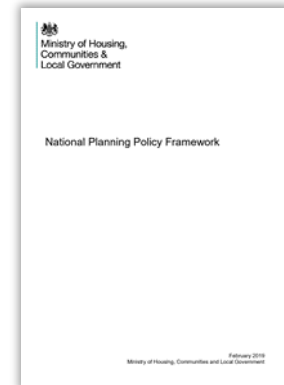 Ministry of Housing,
Communities &
Local Government
National Planning Policy Framework
February 2019
Ministry of Housing, Communities and Local Government